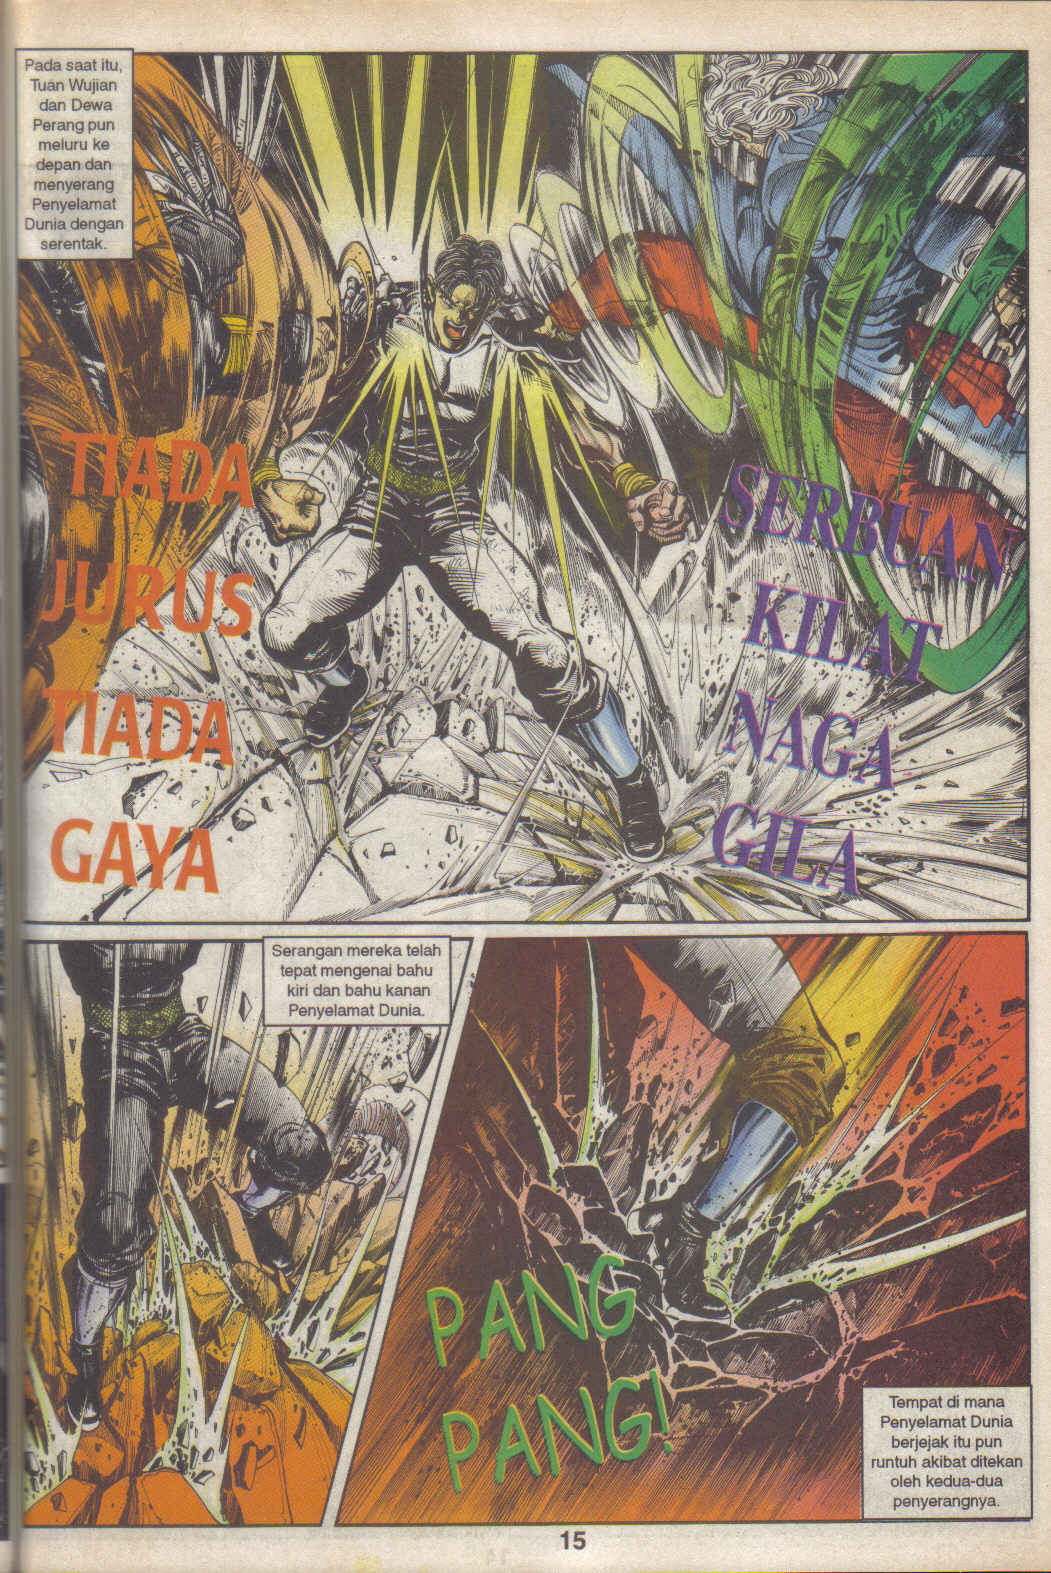 Pada saat itu,
Tuan Wujian
dan Dewa
Perang pun
meluru ke
depan dan
menyerang
Penyelamat
Dunia dengan
serentak.
TIADA
JURUS
TIADA
GAYA
SERBUAN
KILAT
NAGA
GILA
Serangan mereka telah
tepat mengenai bahu
kiri dan bahu kanan
Penyelamat Dunia.
PANG
PANG!
Tempat di mana
Penyelamat Dunia
berjejak itu pun
runtuh akibat ditekan
oleh kedua-dua
penyerangnya.
15